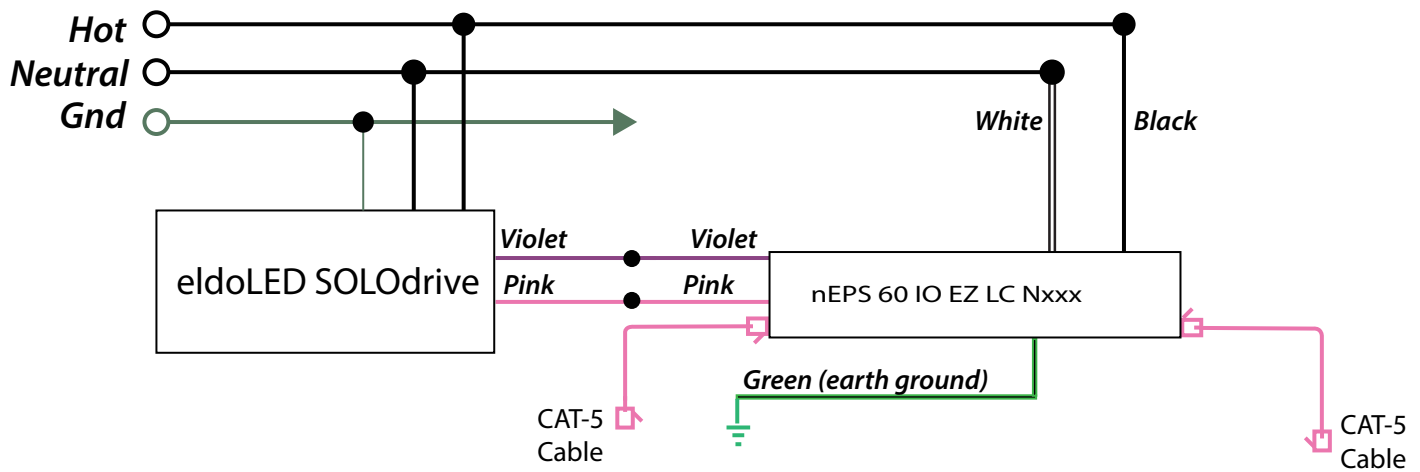 Hot
Neutral
Gnd
White
Black
Violet
Violet
eldoLED SOLOdrive
Pink
Pink
nEPS 60 IO EZ LC Nxxx
Green (earth ground)
CAT-5
Cable
CAT-5
Cable